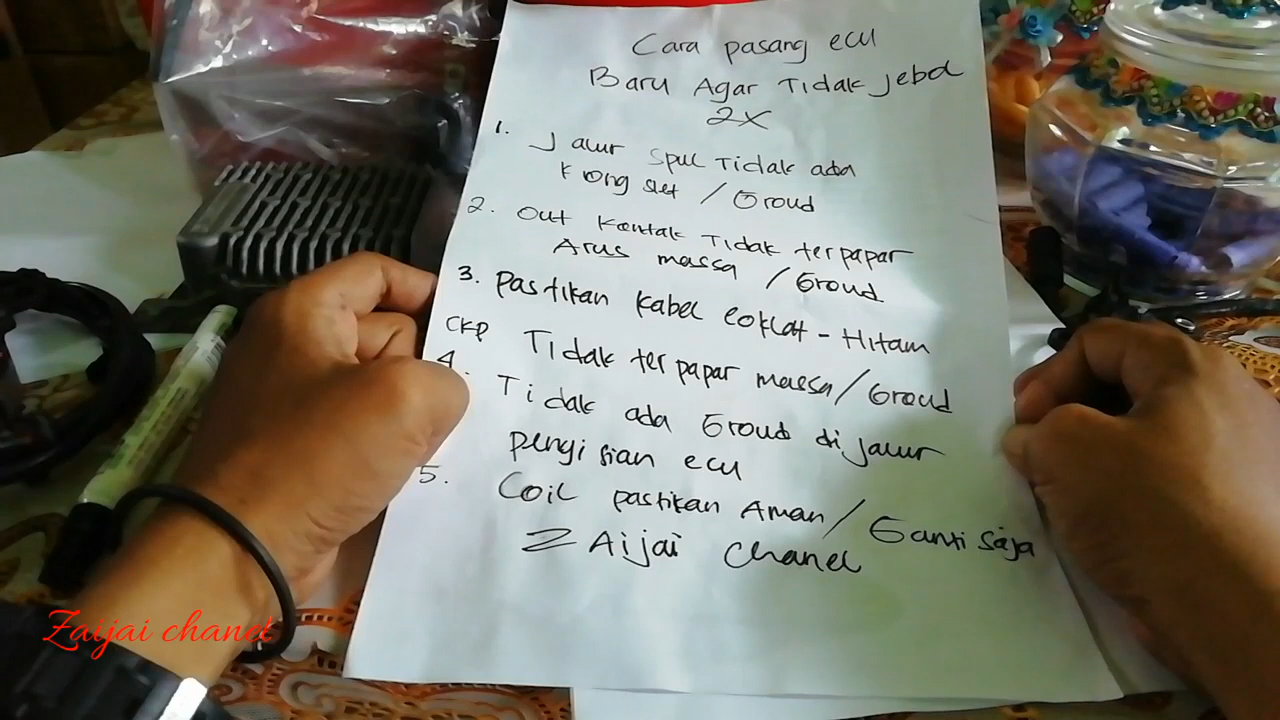 Cara pasang ecu
Baru Agar Tidak Jebol
2x
1. Jalur Spul Tidak ada
Kong slet / Groud
2. Out Kontak Tidak terpapar
Arus massa / Groud
3. Pastikan Kabel Coklat - Hitam
CKP Tidak terpapar massa / Groud
4. Tidak ada Groud di jalur
pengisian ecu
5. Coil pastikan Aman / Ganti saja
ZAijai Chanel
Zaijai chanel